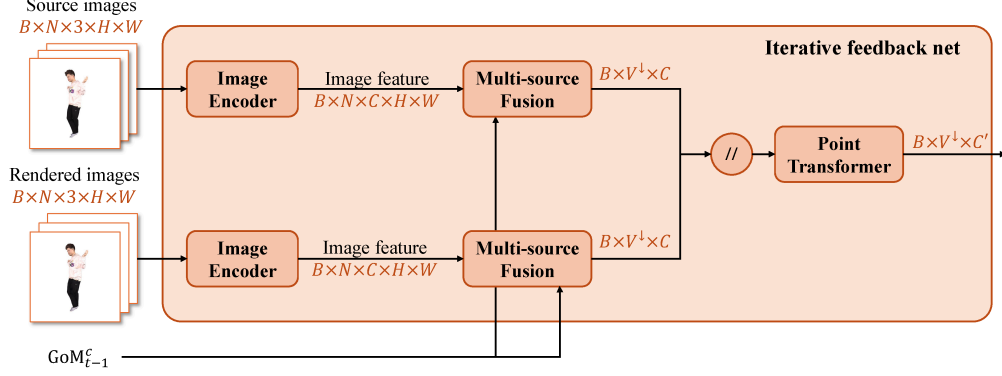 Source images
B×N×3×H×W
Iterative feedback net
Image
Encoder
Image feature
B×N×C×H×W
Multi-source
Fusion
B×V↓×C
//
Point
Transformer
B×V↓×C′
Rendered images
B×N×3×H×W
Image
Encoder
Image feature
B×N×C×H×W
Multi-source
Fusion
B×V↓×C
GoM^c_{t−1}